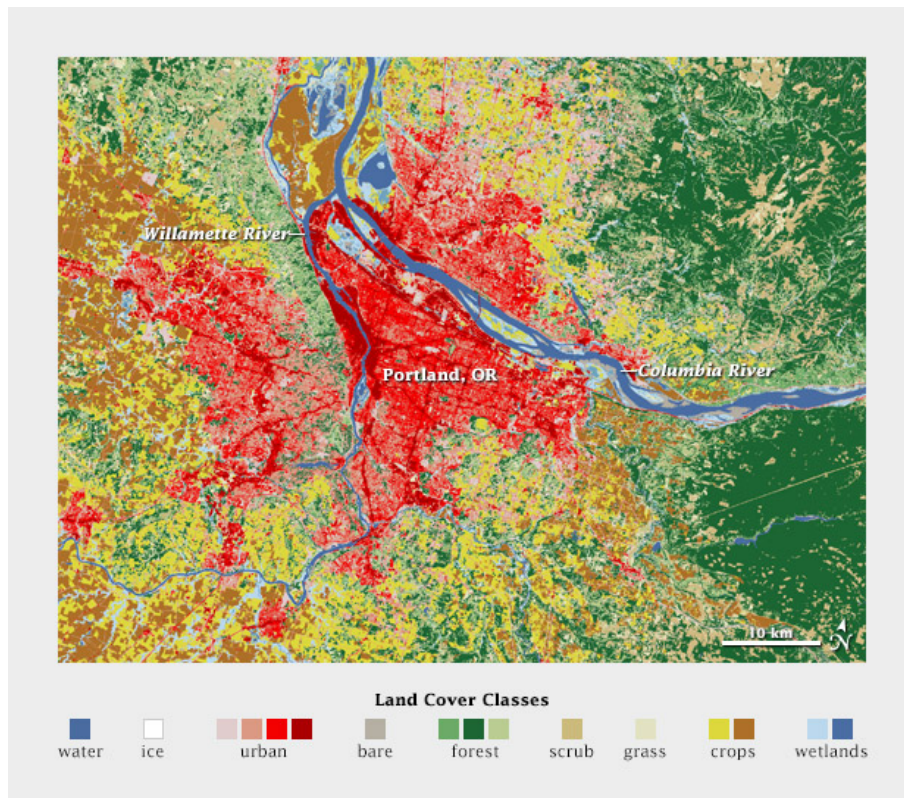 Willamette River
Portland, OR
Columbia River
10 km
N
Land Cover Classes
water
ice
urban
bare
forest
scrub
grass
crops
wetlands